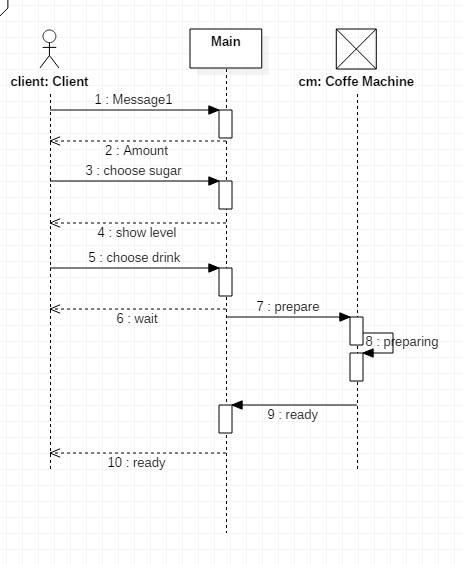 Main
client: Client
cm: Coffe Machine
1 : Message1
2 : Amount
3 : choose sugar
4 : show level
5 : choose drink
6 : wait
7 : prepare
8 : preparing
9 : ready
10 : ready